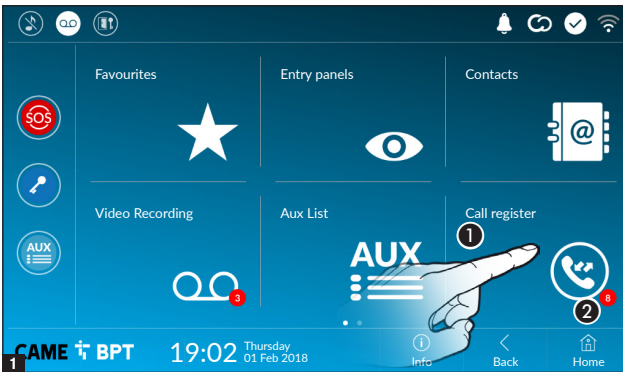 Favourites
Entry panels
Contacts
SOS
@
Video Recording
Aux List
Call register
1
AUX
AUX
3
8
2
CAME BPT
19:02
Thursday
01 Feb 2018
Info
Back
Home
1